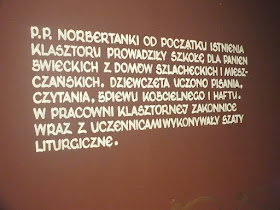 P.P. NORBERTANKI OD POCZĄTKU ISTNIENIA
KLASZTORU PROWADZIŁY SZKOŁĘ DLA PANIEN
ŚWIECKICH Z DOMÓW SZLACHECKICH I MIESZ-
CZAŃSKICH. DZIEWCZĘTA UCZONO PISANIA,
CZYTANIA, ŚPIEWU KOŚCIELNEGO I HAFTU.
W PRACOWNI KLASZTORNEJ ZAKONNICE
WRAZ Z UCZENNICAMI WYKONYWAŁY SZATY
LITURGICZNE.